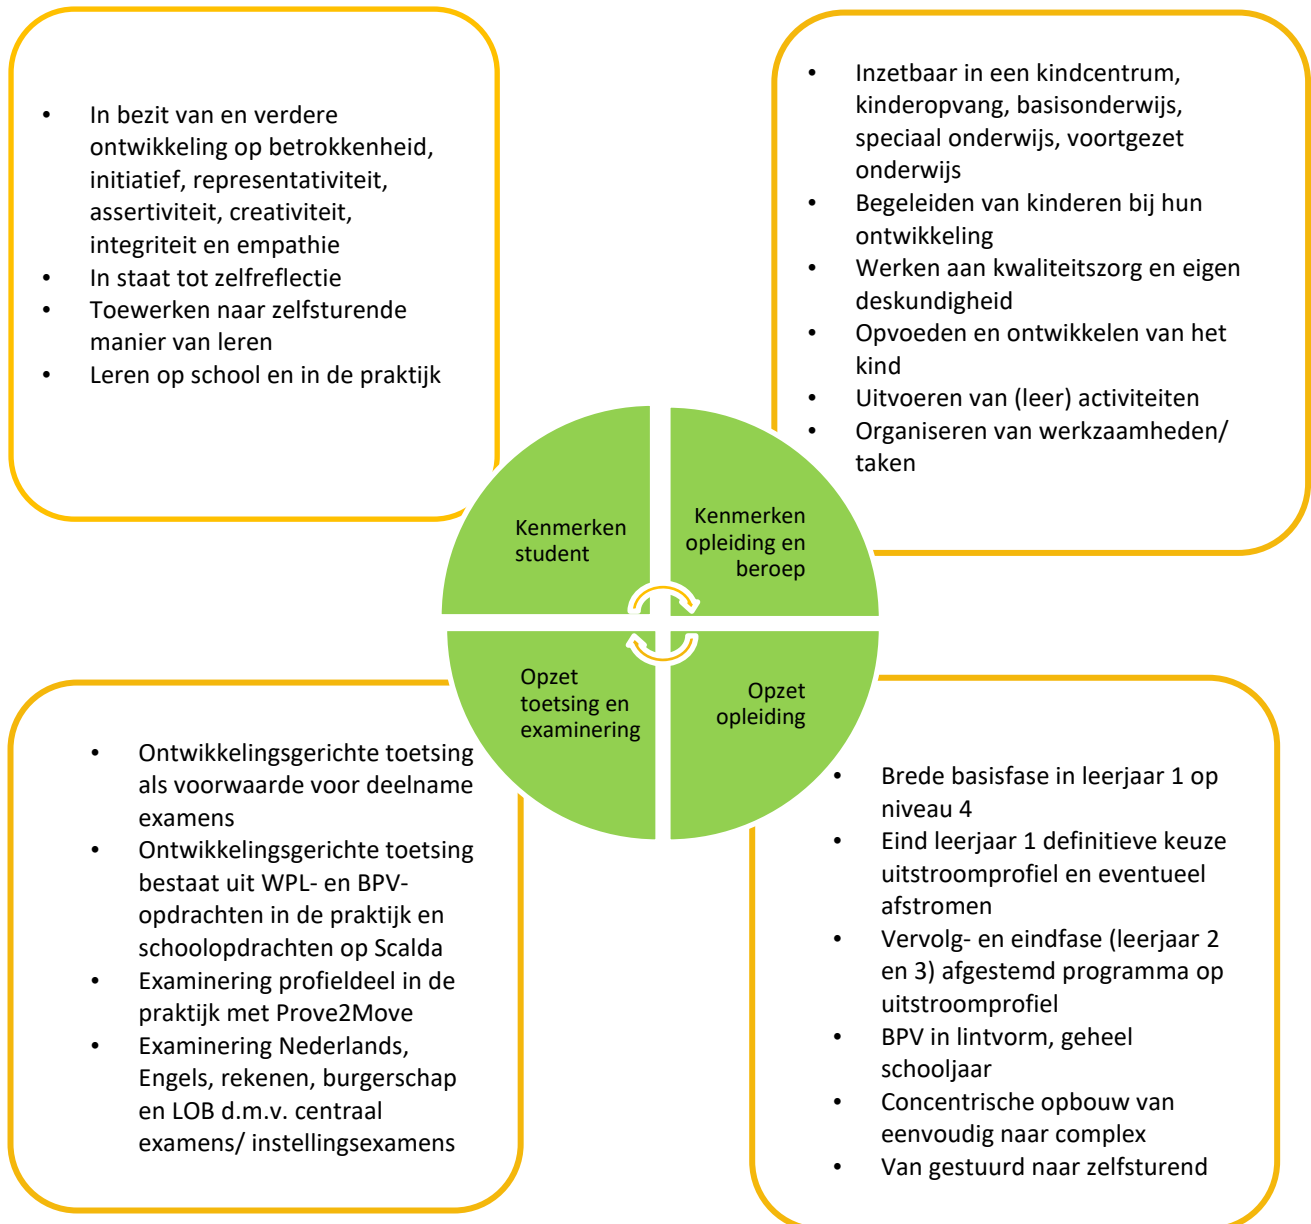 • In bezit van en verdere
ontwikkeling op betrokkenheid,
initiatief, representativiteit,
assertiviteit, creativiteit,
integriteit en empathie
• In staat tot zelfreflectie
• Toewerken naar zelfsturende
manier van leren
• Leren op school en in de praktijk
• Inzetbaar in een kindcentrum,
kinderopvang, basisonderwijs,
speciaal onderwijs, voortgezet
onderwijs
• Begeleiden van kinderen bij hun
ontwikkeling
• Werken aan kwaliteitszorg en eigen
deskundigheid
• Opvoeden en ontwikkelen van het
kind
• Uitvoeren van (leer) activiteiten
• Organiseren van werkzaamheden/
taken
Kenmerken
student
Kenmerken
opleiding en
beroep
Opzet
toetsing en
examinering
Opzet
opleiding
• Ontwikkelingsgerichte toetsing
als voorwaarde voor deelname
examens
• Ontwikkelingsgerichte toetsing
bestaat uit WPL- en BPV-
opdrachten in de praktijk en
schoolopdrachten op Scalda
• Examinering profieldeel in de
praktijk met Prove2Move
• Examinering Nederlands,
Engels, rekenen, burgerschap
en LOB d.m.v. centraal
examens/ instellingsexamens
• Brede basisfase in leerjaar 1 op
niveau 4
• Eind leerjaar 1 definitieve keuze
uitstroomprofiel en eventueel
afstromen
• Vervolg- en eindfase (leerjaar 2
en 3) afgestemd programma op
uitstroomprofiel
• BPV in lintvorm, geheel
schooljaar
• Concentrische opbouw van
eenvoudig naar complex
• Van gestuurd naar zelfsturend